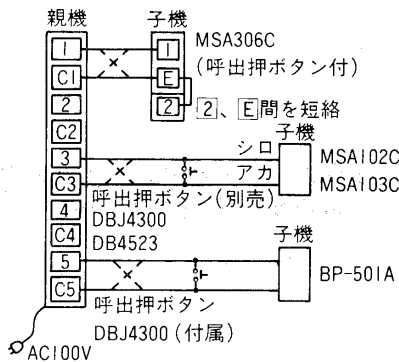 親機
子機
1
1
MSA306C
(呼出押ボタン付)
C1
E
2
2
2、E間を短絡
C2
子機
3
シロ
MSA102C
C3
アカ
MSA103C
呼出押ボタン(別売)
4
DBJ4300
C4
DB4523
子機
5
BP-501A
C5
呼出押ボタン
DBJ4300(付属)
AC100V